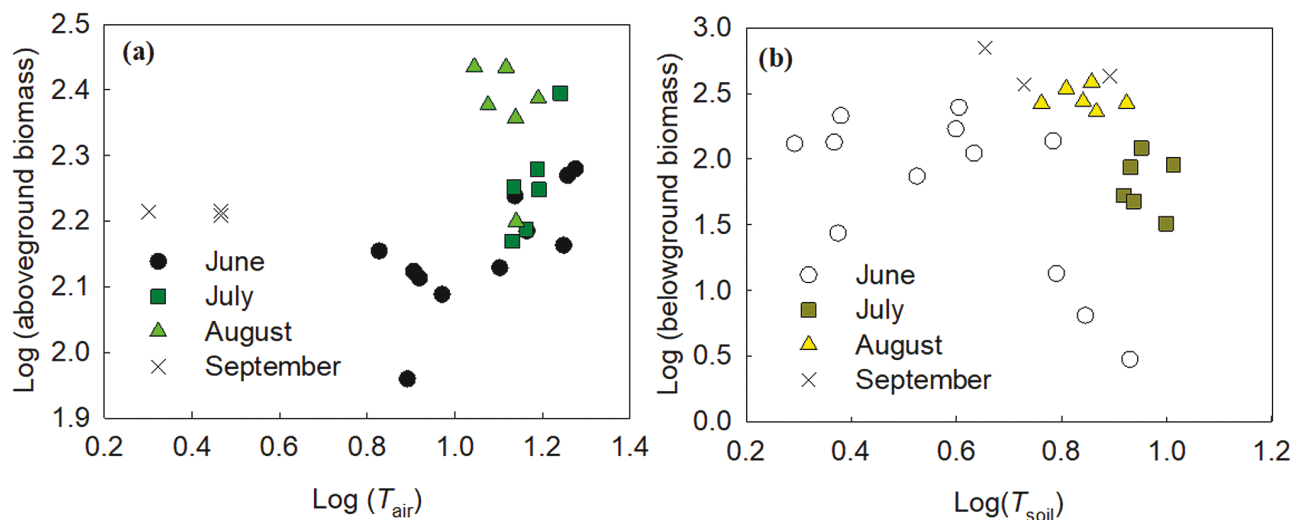 (a)
Log (aboveground biomass)
2.5
2.4
2.3
2.2
2.1
2.0
1.9
June
July
August
September
0.2 0.4 0.6 0.8 1.0 1.2 1.4
Log (Tair)
(b)
Log (belowground biomass)
3.0
2.5
2.0
1.5
1.0
0.5
0.0
June
July
August
September
0.2 0.4 0.6 0.8 1.0 1.2
Log(Tsoil)